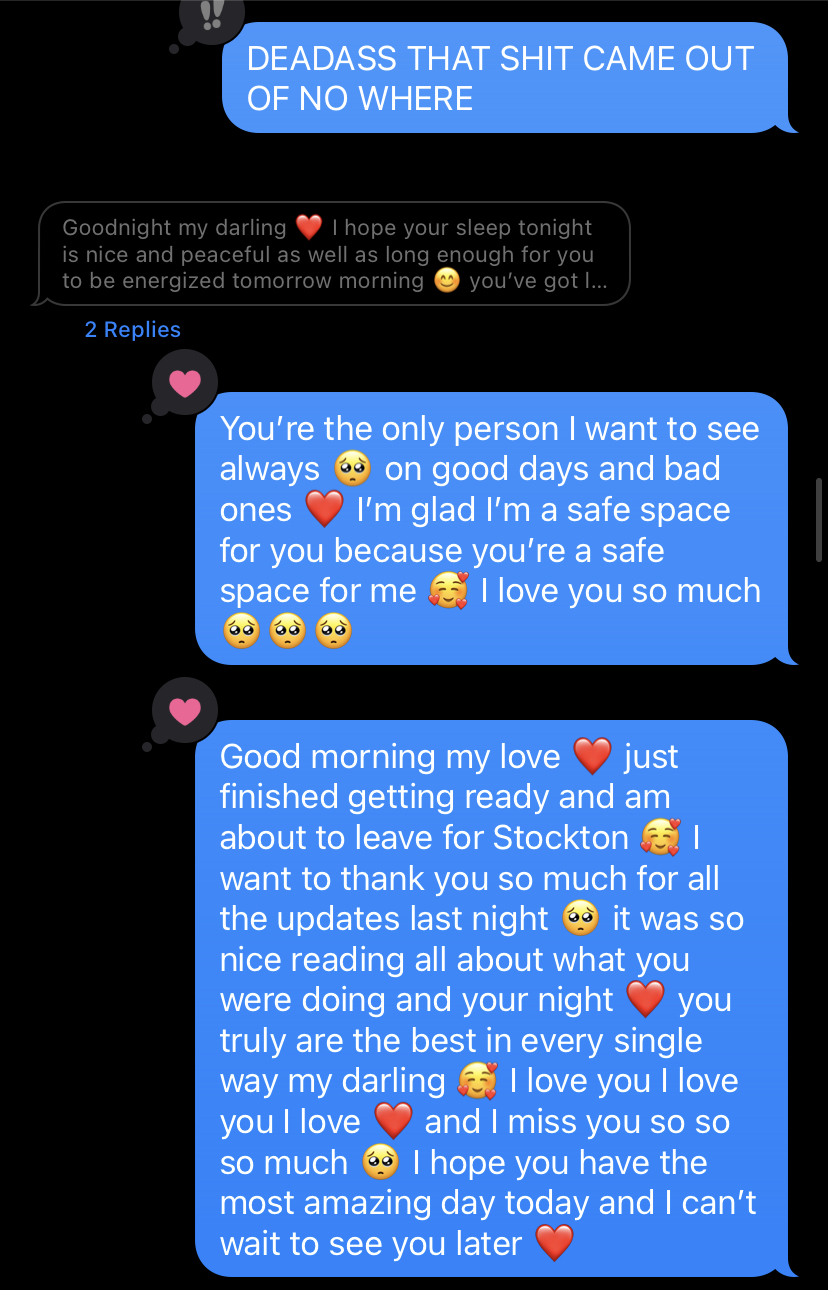 DEADASS THAT SHIT CAME OUT
OF NO WHERE
Goodnight my darling ❤️ I hope your sleep tonight
is nice and peaceful as well as long enough for you
to be energized tomorrow morning 😊 you’ve got l...
2 Replies
You’re the only person I want to see
always 🥺 on good days and bad
ones ❤️ I’m glad I’m a safe space
for you because you’re a safe
space for me 🥰 I love you so much
🥺🥺🥺
Good morning my love ❤️ just
finished getting ready and am
about to leave for Stockton 🥰 I
want to thank you so much for all
the updates last night 🥺 it was so
nice reading all about what you
were doing and your night ❤️ you
truly are the best in every single
way my darling 🥰 I love you I love
you I love ❤️ and I miss you so so
so much 🥺 I hope you have the
most amazing day today and I can’t
wait to see you later ❤️